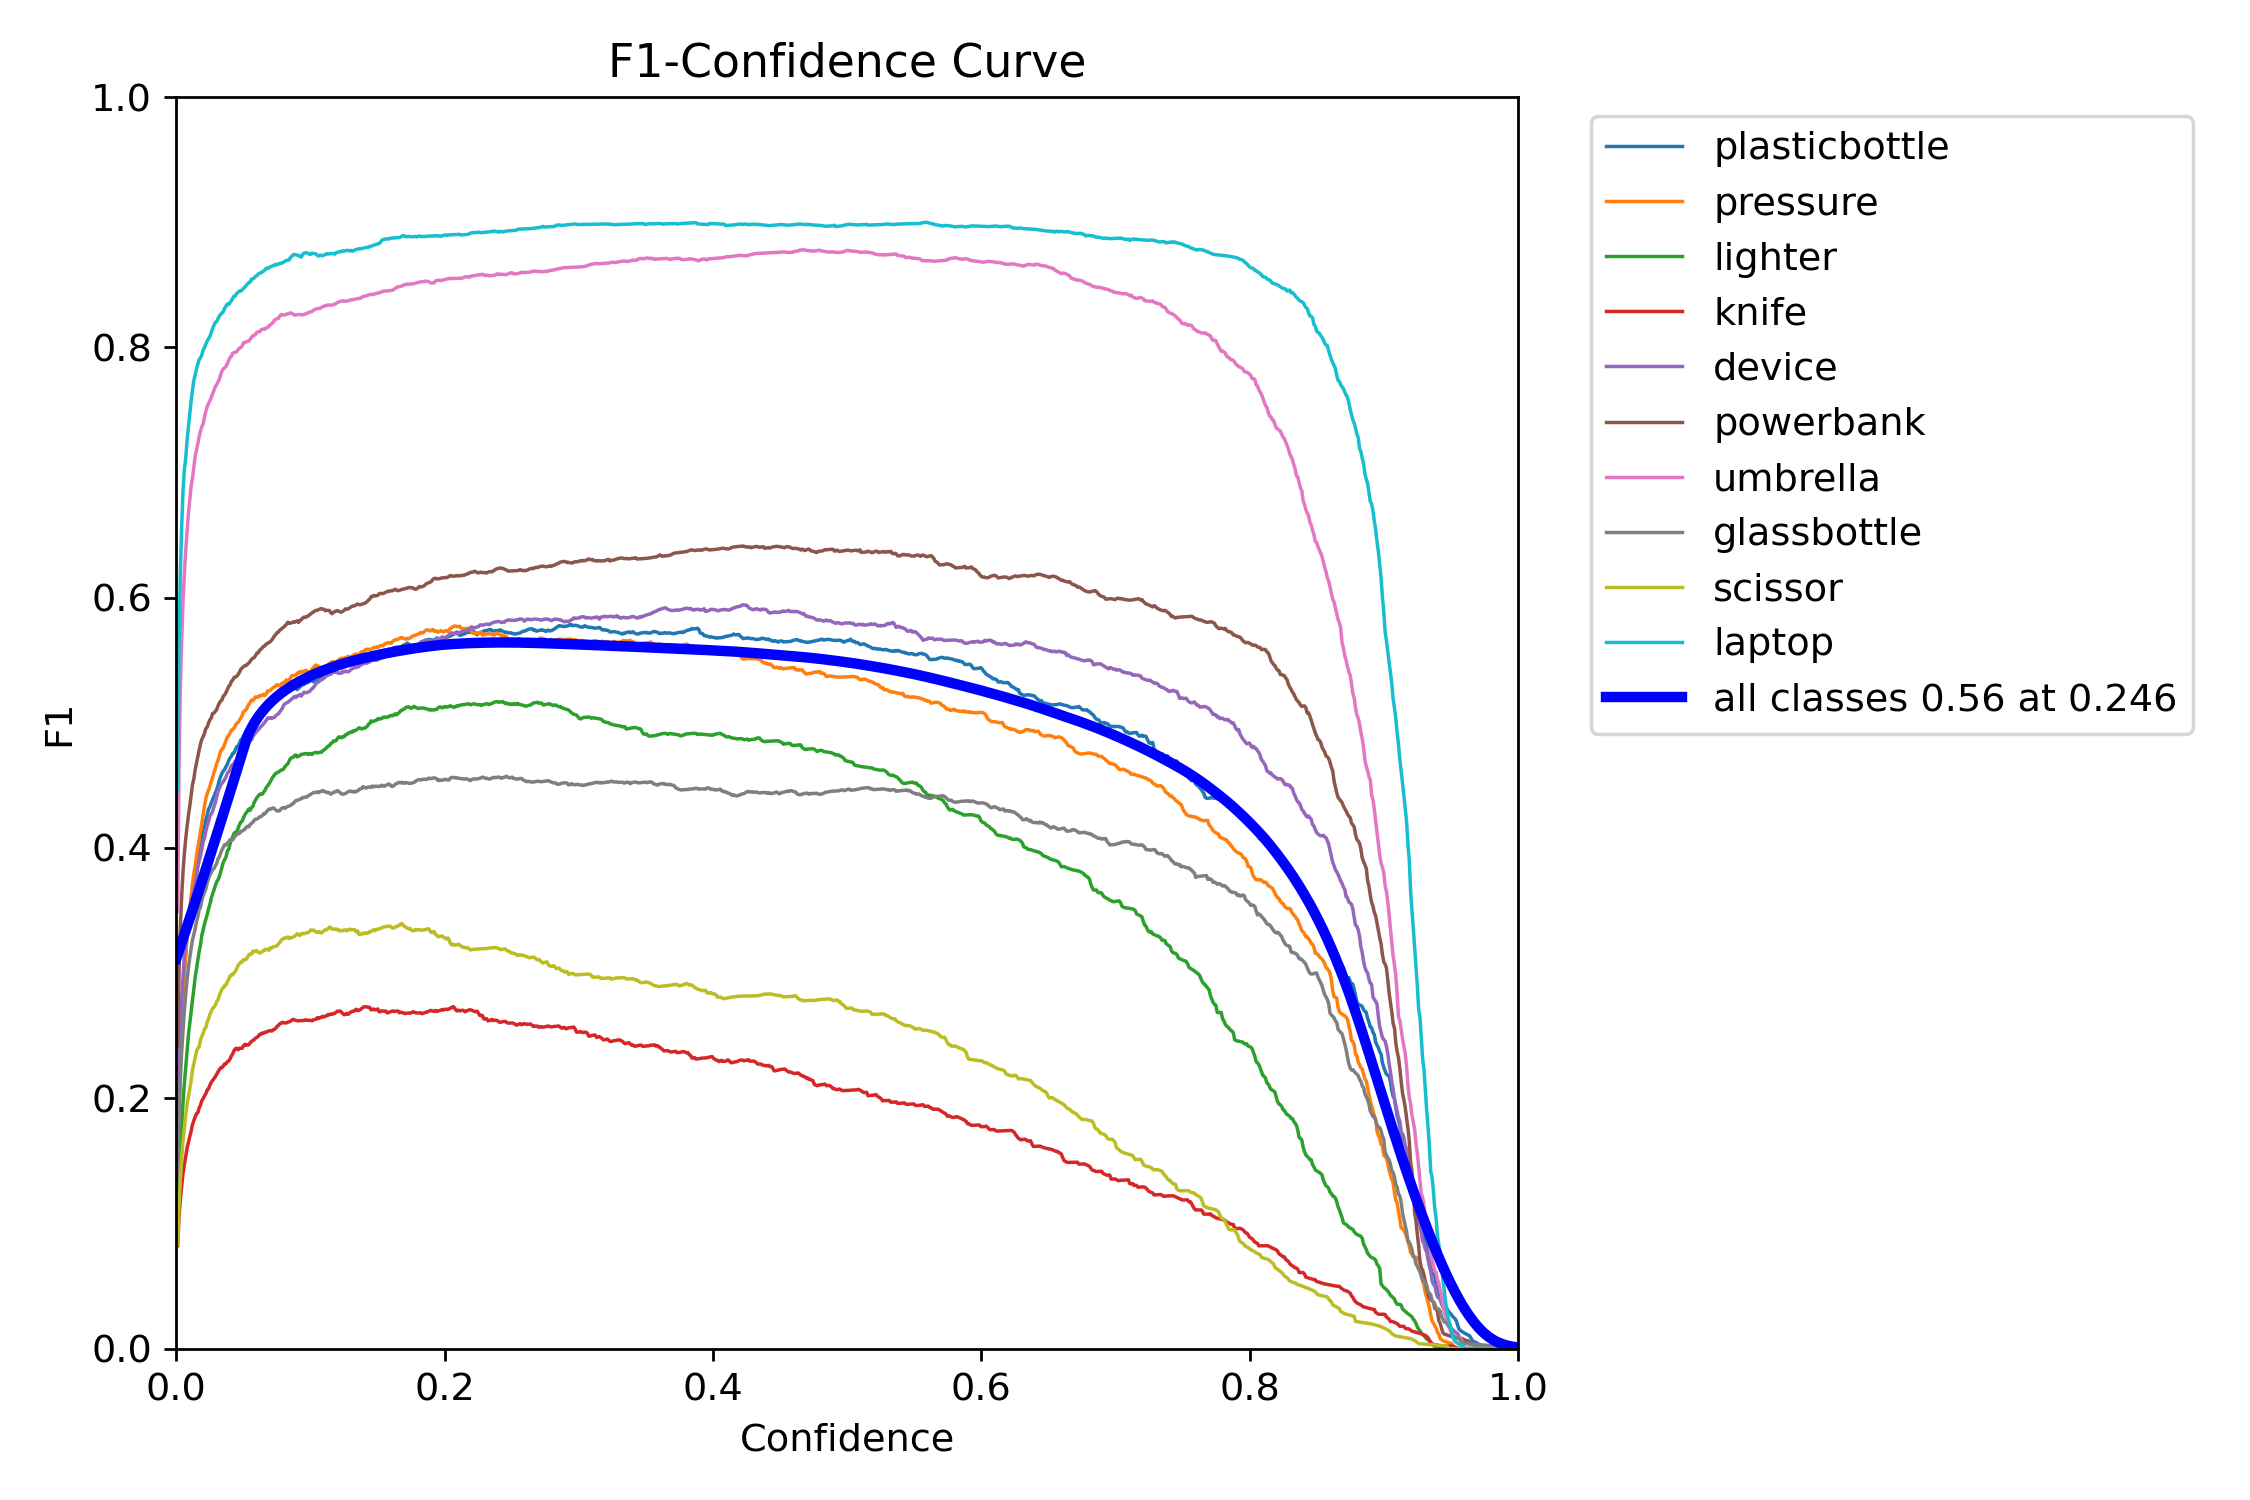 F1-Confidence Curve
1.0
0.8
0.6
0.4
0.2
0.0
F1
0.0 0.2 0.4 0.6 0.8 1.0
Confidence
plasticbottle
pressure
lighter
knife
device
powerbank
umbrella
glassbottle
scissor
laptop
all classes 0.56 at 0.246